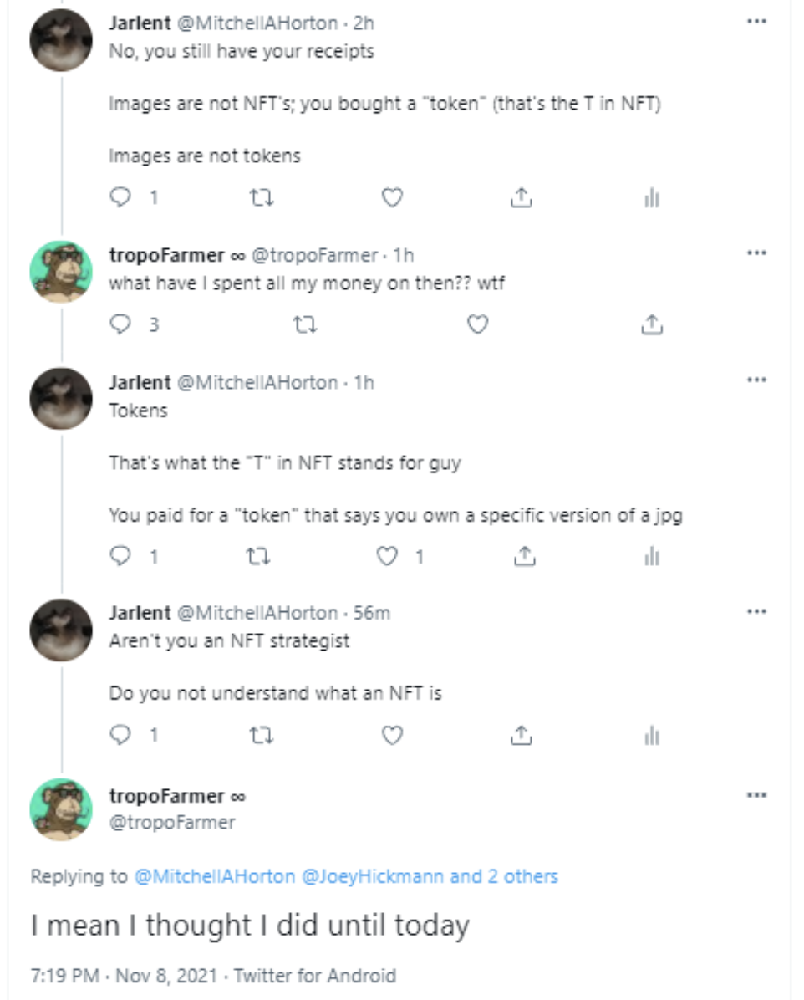 Jarlent @MitchellAHorton · 2h
No, you still have your receipts
Images are not NFT's; you bought a "token" (that's the T in NFT)
Images are not tokens
1
tropoFarmer ∞ @tropoFarmer · 1h
what have I spent all my money on then?? wtf
3
Jarlent @MitchellAHorton · 1h
Tokens
That's what the "T" in NFT stands for guy
You paid for a "token" that says you own a specific version of a jpg
1 1
Jarlent @MitchellAHorton · 56m
Aren't you an NFT strategist
Do you not understand what an NFT is
1
tropoFarmer ∞
@tropoFarmer
Replying to @MitchellAHorton @JoeyHickmann and 2 others
I mean I thought I did until today
7:19 PM · Nov 8, 2021 · Twitter for Android